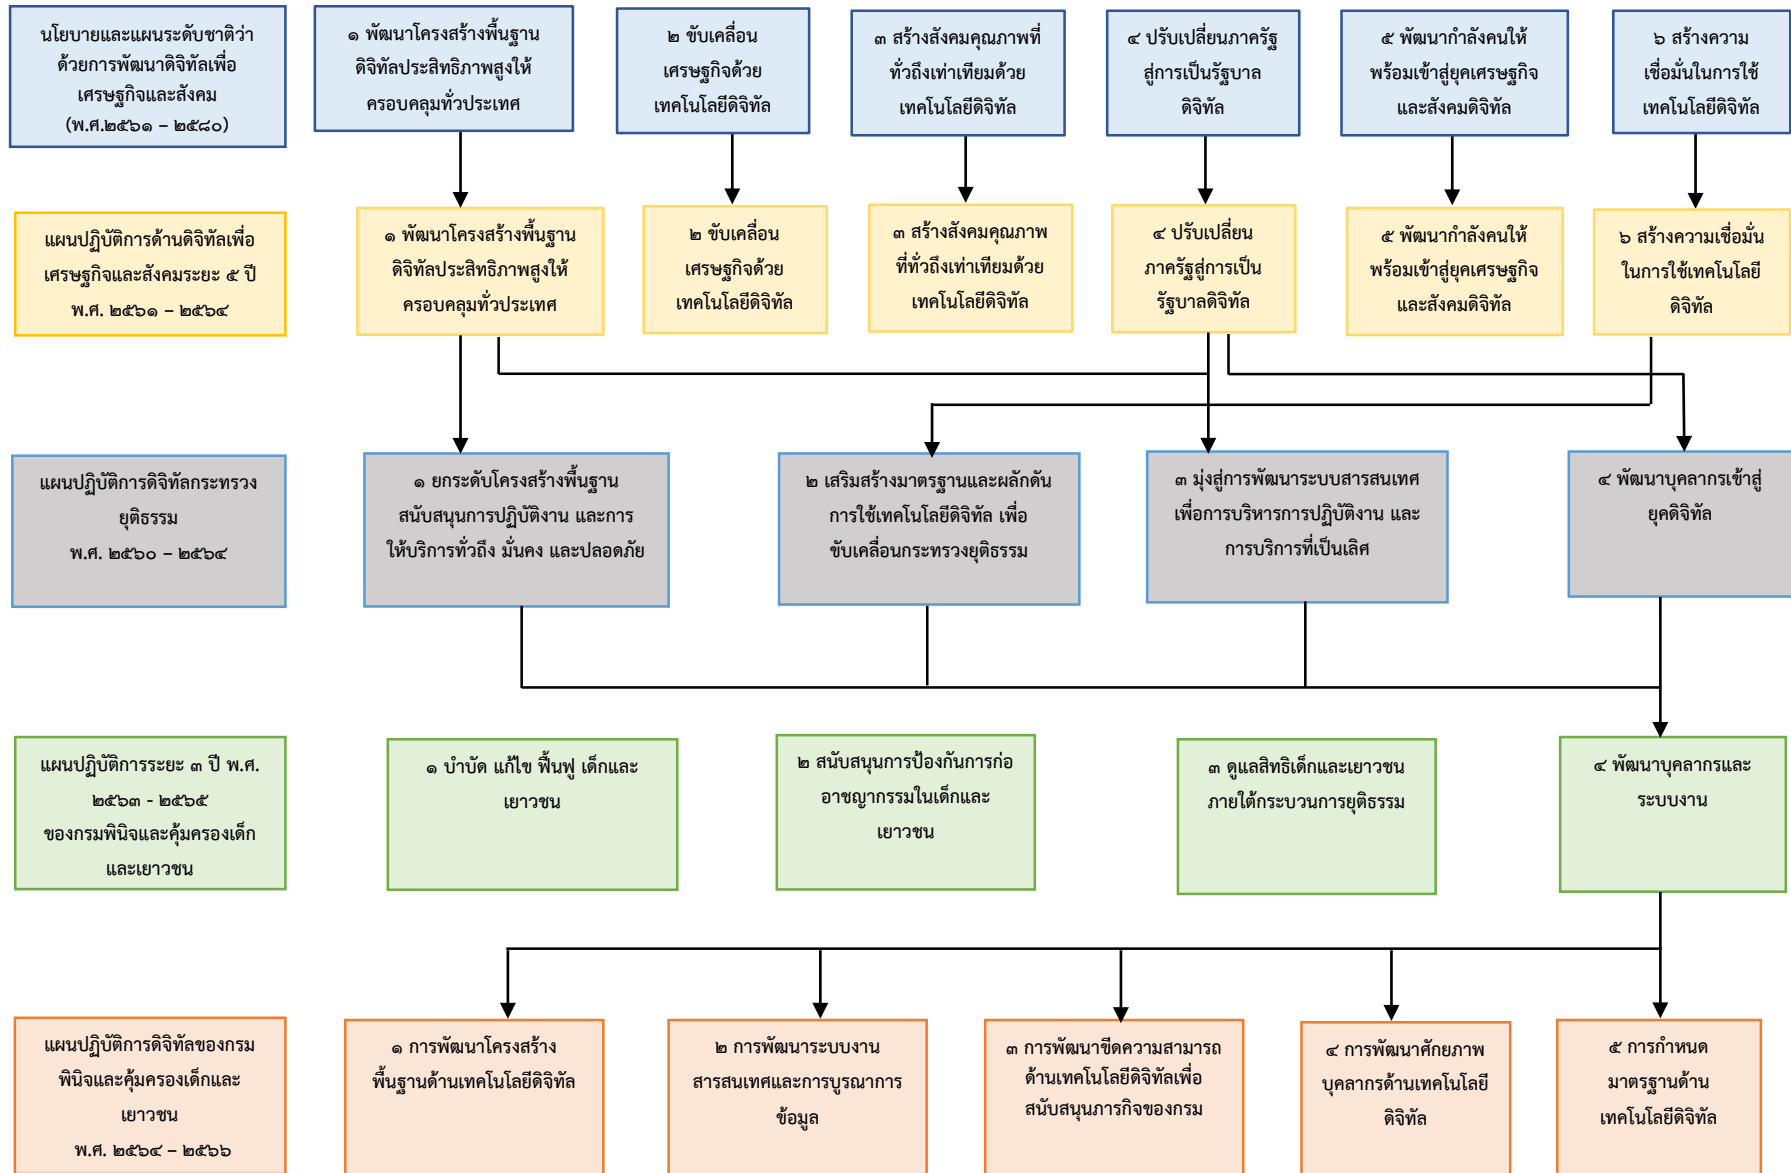 นโยบายและแผนระดับชาติว่า
ด้วยการพัฒนาดิจิทัลเพื่อ
เศรษฐกิจและสังคม
(พ.ศ.๒๕๖๑ – ๒๕๘๐)
๑ พัฒนาโครงสร้างพื้นฐาน
ดิจิทัลประสิทธิภาพสูงให้
ครอบคลุมทั่วประเทศ
๒ ขับเคลื่อน
เศรษฐกิจด้วย
เทคโนโลยีดิจิทัล
๓ สร้างสังคมคุณภาพที่
ทั่วถึงเท่าเทียมด้วย
เทคโนโลยีดิจิทัล
๔ ปรับเปลี่ยนภาครัฐ
สู่การเป็นรัฐบาล
ดิจิทัล
๕ พัฒนากำลังคนให้
พร้อมเข้าสู่ยุคเศรษฐกิจ
และสังคมดิจิทัล
๖ สร้างความ
เชื่อมั่นในการใช้
เทคโนโลยีดิจิทัล
แผนปฏิบัติการด้านดิจิทัลเพื่อ
เศรษฐกิจและสังคมระยะ ๕ ปี
พ.ศ. ๒๕๖๑ – ๒๕๖๔
๑ พัฒนาโครงสร้างพื้นฐาน
ดิจิทัลประสิทธิภาพสูงให้
ครอบคลุมทั่วประเทศ
๒ ขับเคลื่อน
เศรษฐกิจด้วย
เทคโนโลยีดิจิทัล
๓ สร้างสังคมคุณภาพ
ที่ทั่วถึงเท่าเทียมด้วย
เทคโนโลยีดิจิทัล
๔ ปรับเปลี่ยน
ภาครัฐสู่การเป็น
รัฐบาลดิจิทัล
๕ พัฒนากำลังคนให้
พร้อมเข้าสู่ยุคเศรษฐกิจ
และสังคมดิจิทัล
๖ สร้างความเชื่อมั่น
ในการใช้เทคโนโลยี
ดิจิทัล
แผนปฏิบัติการดิจิทัลกระทรวง
ยุติธรรม
พ.ศ. ๒๕๖๐ – ๒๕๖๔
๑ ยกระดับโครงสร้างพื้นฐาน
สนับสนุนการปฏิบัติงาน และการ
ให้บริการทั่วถึง มั่นคง และปลอดภัย
๒ เสริมสร้างมาตรฐานและผลักดัน
การใช้เทคโนโลยีดิจิทัล เพื่อ
ขับเคลื่อนกระทรวงยุติธรรม
๓ มุ่งสู่การพัฒนาระบบสารสนเทศ
เพื่อการบริหารการปฏิบัติงาน และ
การบริการที่เป็นเลิศ
๔ พัฒนาบุคลากรเข้าสู่
ยุคดิจิทัล
แผนปฏิบัติการระยะ ๓ ปี พ.ศ.
๒๕๖๓ - ๒๕๖๕
ของกรมพินิจและคุ้มครองเด็ก
และเยาวชน
๑ บำบัด แก้ไข ฟื้นฟู เด็กและ
เยาวชน
๒ สนับสนุนการป้องกันการก่อ
อาชญากรรมในเด็กและ
เยาวชน
๓ ดูแลสิทธิเด็กและเยาวชน
ภายใต้กระบวนการยุติธรรม
๔ พัฒนาบุคลากรและ
ระบบงาน
แผนปฏิบัติการดิจิทัลของกรม
พินิจและคุ้มครองเด็กและ
เยาวชน
พ.ศ. ๒๕๖๔ – ๒๕๖๖
๑ การพัฒนาโครงสร้าง
พื้นฐานด้านเทคโนโลยีดิจิทัล
๒ การพัฒนาระบบงาน
สารสนเทศและการบูรณาการ
ข้อมูล
๓ การพัฒนาขีดความสามารถ
ด้านเทคโนโลยีดิจิทัลเพื่อ
สนับสนุนภารกิจของกรม
๔ การพัฒนาศักยภาพ
บุคลากรด้านเทคโนโลยี
ดิจิทัล
๕ การกำหนด
มาตรฐานด้าน
เทคโนโลยีดิจิทัล